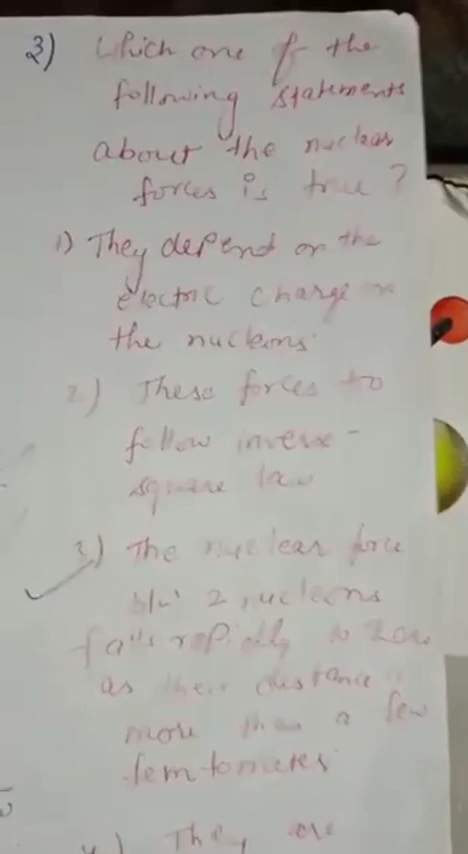 3) Which one of the
following statements
about the nuclear
forces is true ?
1) They depend on the
electric charge on
the nucleons.
2) These forces too
follow inverse-
square law
3) The nuclear force
b/w 2 nucleons
falls rapidly to zero
as their distance is
more than a few
femtometres
4) They are